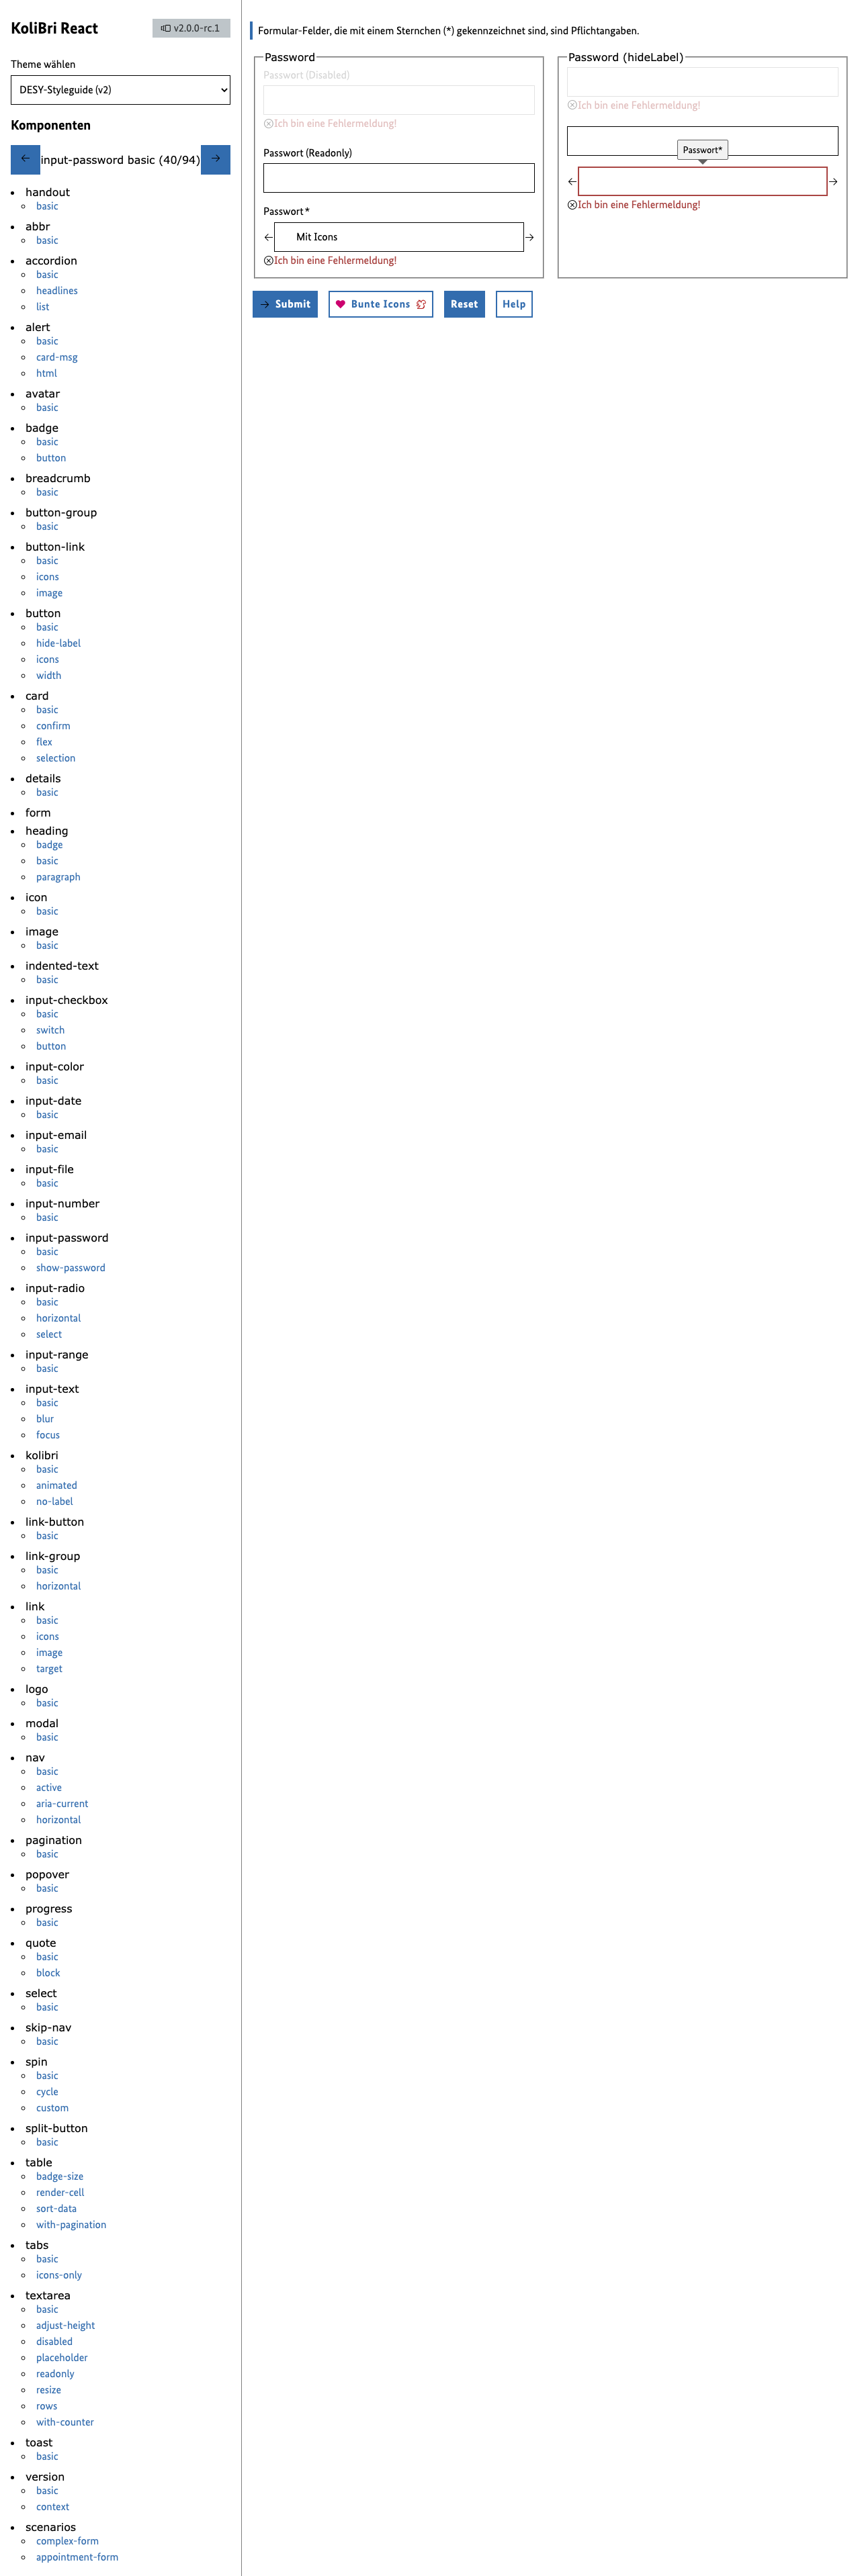 KoliBri React
v2.0.0-rc.1
Theme wählen
DESY-Styleguide (v2)
Komponenten
input-password basic (40/94)
handout
basic
abbr
basic
accordion
basic
headlines
list
alert
basic
card-msg
html
avatar
basic
badge
basic
button
breadcrumb
basic
button-group
basic
button-link
basic
icons
image
button
basic
hide-label
icons
width
card
basic
confirm
flex
selection
details
basic
form
heading
badge
basic
paragraph
icon
basic
image
basic
indented-text
basic
input-checkbox
basic
switch
button
input-color
basic
input-date
basic
input-email
basic
input-file
basic
input-number
basic
input-password
basic
show-password
input-radio
basic
horizontal
select
input-range
basic
input-text
basic
blur
focus
kolibri
basic
animated
no-label
link-button
basic
link-group
basic
horizontal
link
basic
icons
image
target
logo
basic
modal
basic
nav
basic
active
aria-current
horizontal
pagination
basic
popover
basic
progress
basic
quote
basic
block
select
basic
skip-nav
basic
spin
basic
cycle
custom
split-button
basic
table
badge-size
render-cell
sort-data
with-pagination
tabs
basic
icons-only
textarea
basic
adjust-height
disabled
placeholder
readonly
resize
rows
with-counter
toast
basic
version
basic
context
scenarios
complex-form
appointment-form
Formular-Felder, die mit einem Sternchen (*) gekennzeichnet sind, sind Pflichtangaben.
Password
Passwort (Disabled)
Ich bin eine Fehlermeldung!
Passwort (Readonly)
Passwort*
Mit Icons
Ich bin eine Fehlermeldung!
Password (hideLabel)
Ich bin eine Fehlermeldung!
Passwort*
Ich bin eine Fehlermeldung!
Submit
Bunte Icons
Reset
Help